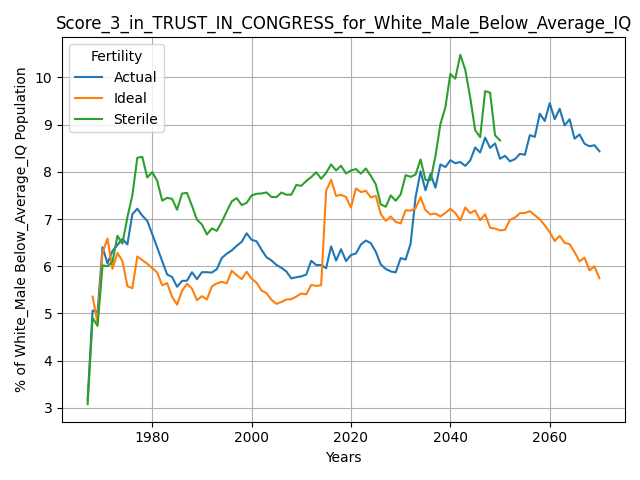 Score_3_in_TRUST_IN_CONGRESS_for_White_Male_Below_Average_IQ
Fertility
Actual
Ideal
Sterile
% of White_Male Below_Average_IQ Population
10
9
8
7
6
5
4
3
1980
2000
2020
2040
2060
Years